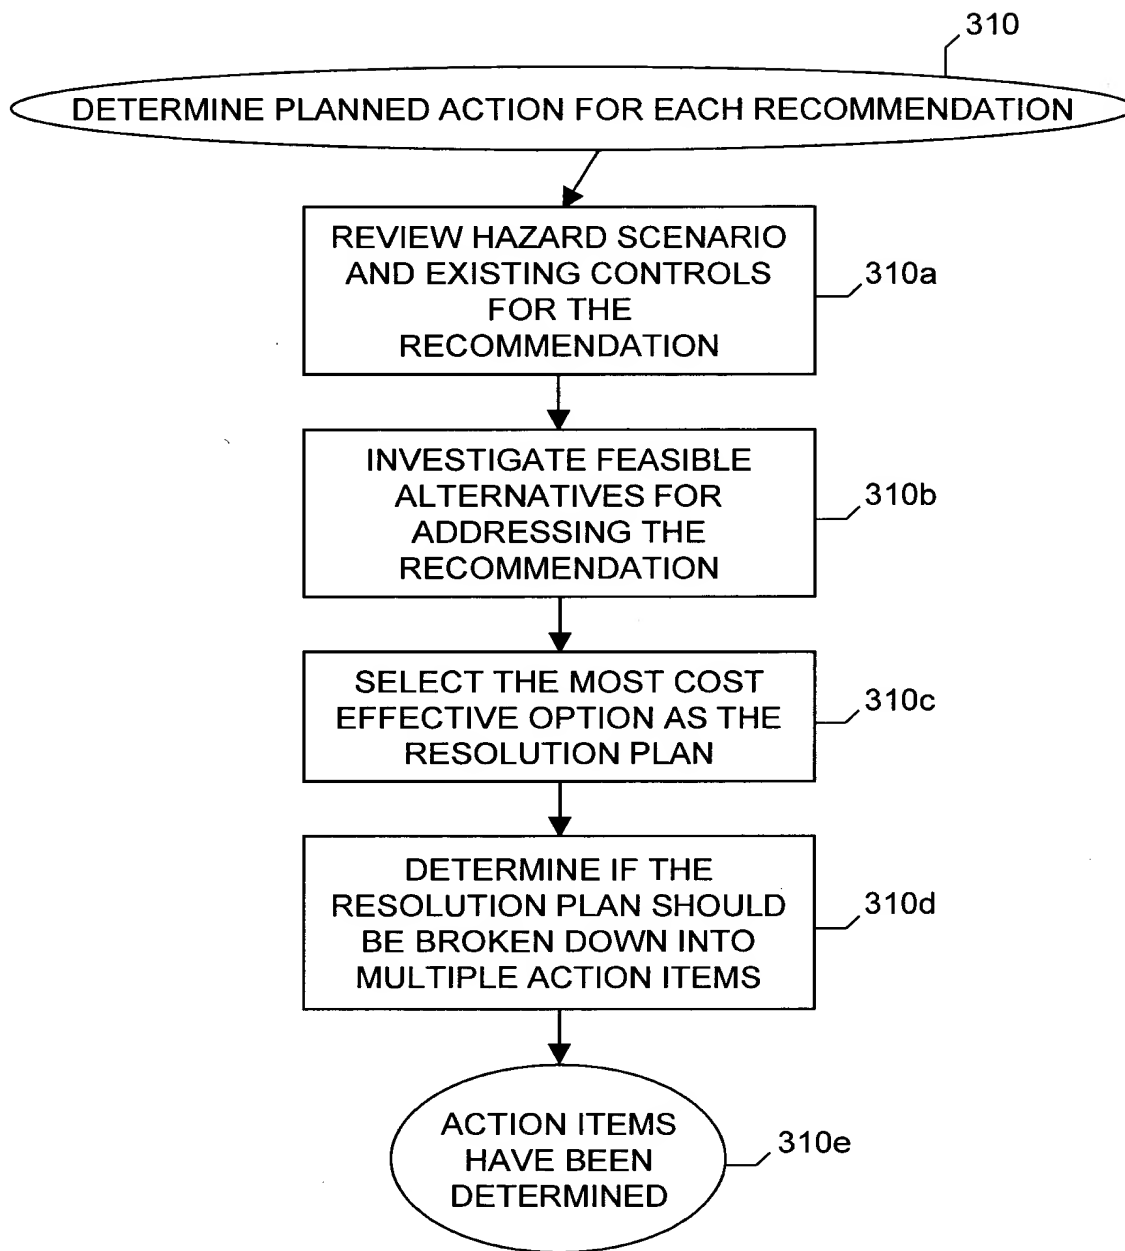 310
DETERMINE PLANNED ACTION FOR EACH RECOMMENDATION
REVIEW HAZARD SCENARIO
AND EXISTING CONTROLS
FOR THE
RECOMMENDATION
310a
INVESTIGATE FEASIBLE
ALTERNATIVES FOR
ADDRESSING THE
RECOMMENDATION
310b
SELECT THE MOST COST
EFFECTIVE OPTION AS THE
RESOLUTION PLAN
310c
DETERMINE IF THE
RESOLUTION PLAN SHOULD
BE BROKEN DOWN INTO
MULTIPLE ACTION ITEMS
310d
ACTION ITEMS
HAVE BEEN
DETERMINED
310e